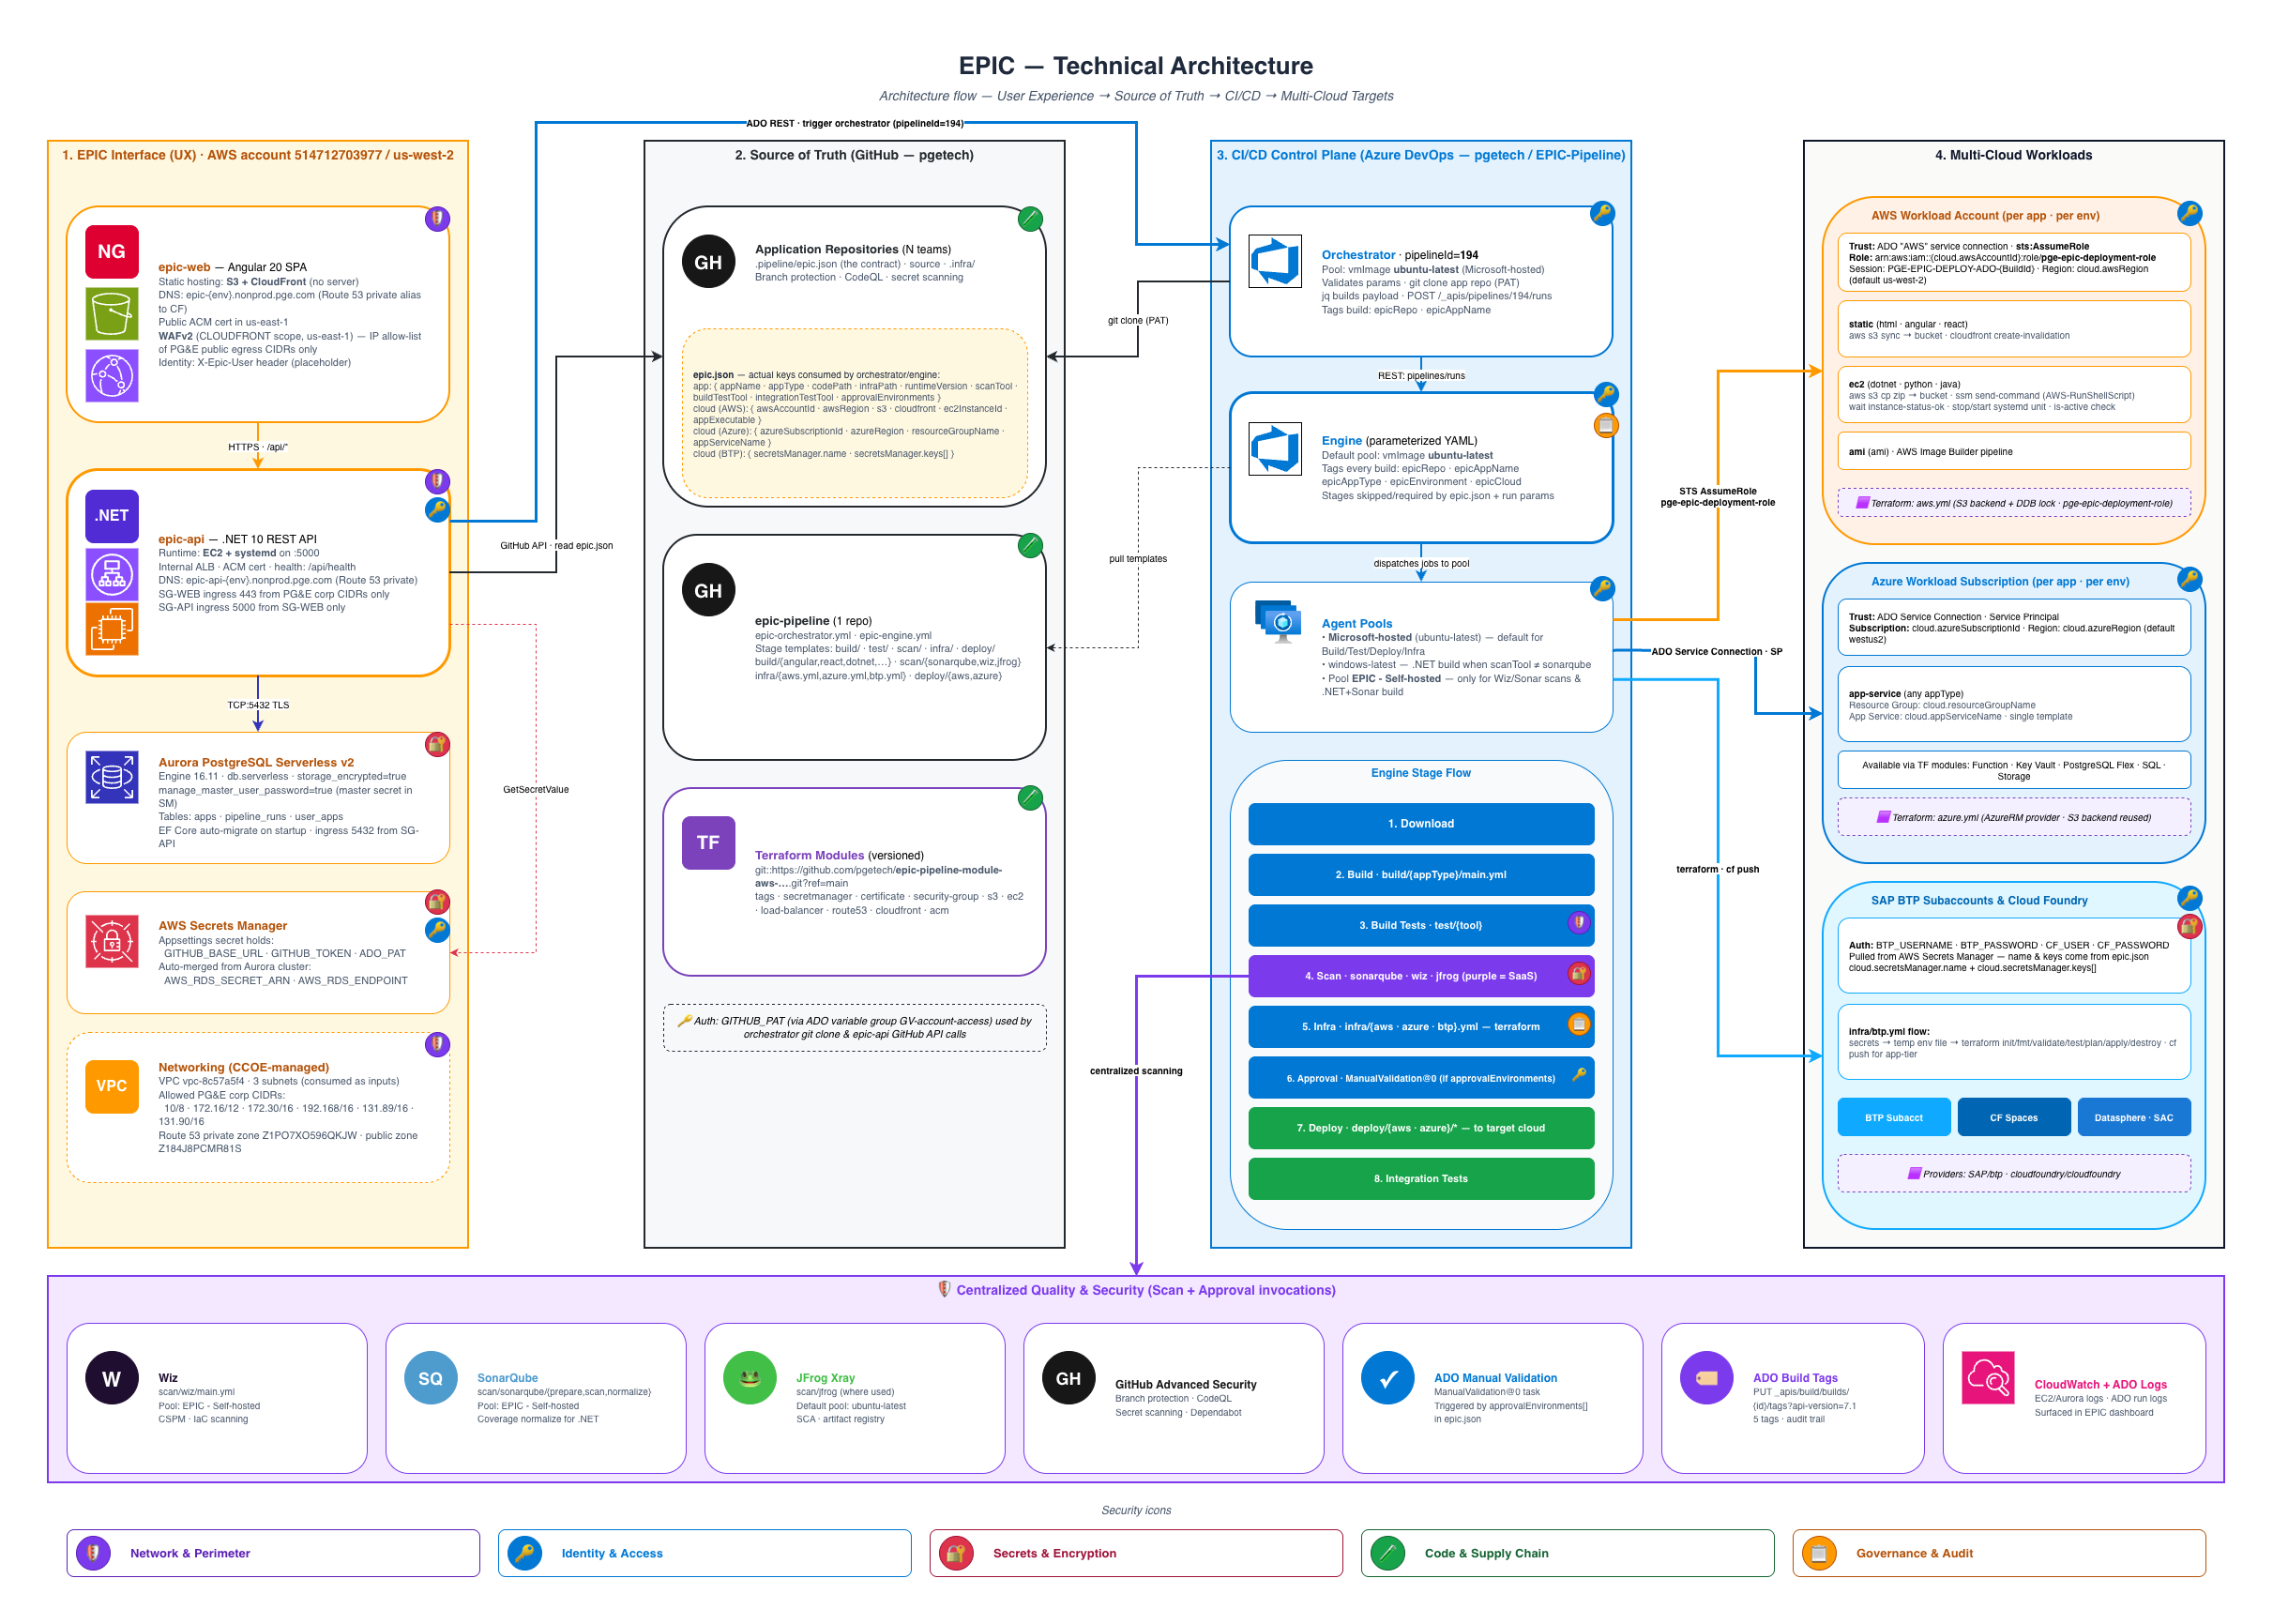 EPIC — Technical Architecture
Architecture flow — User Experience → Source of Truth → CI/CD → Multi-Cloud Targets
ADO REST · trigger orchestrator (pipelineId=194)
1. EPIC Interface (UX) · AWS account 514712703977 / us-west-2
NG
epic-web — Angular 20 SPA
Static hosting: S3 + CloudFront (no server)
DNS: epic-{env}.nonprod.pge.com (Route 53 private alias
to CF)
Public ACM cert in us-east-1
WAFv2 (CLOUDFRONT scope, us-east-1) — IP allow-list
of PG&E public egress CIDRs only
Identity: X-Epic-User header (placeholder)
HTTPS · /api/*
.NET
epic-api — .NET 10 REST API
Runtime: EC2 + systemd on :5000
Internal ALB · ACM cert · health: /api/health
DNS: epic-api-{env}.nonprod.pge.com (Route 53 private)
SG-WEB ingress 443 from PG&E corp CIDRs only
SG-API ingress 5000 from SG-WEB only
TCP:5432 TLS
Aurora PostgreSQL Serverless v2
Engine 16.11 · db.serverless · storage_encrypted=true
manage_master_user_password=true (master secret in
SM)
Tables: apps · pipeline_runs · user_apps
EF Core auto-migrate on startup · ingress 5432 from SG-
API
AWS Secrets Manager
Appsettings secret holds:
GITHUB_BASE_URL · GITHUB_TOKEN · ADO_PAT
Auto-merged from Aurora cluster:
AWS_RDS_SECRET_ARN · AWS_RDS_ENDPOINT
VPC
Networking (CCOE-managed)
VPC vpc-8c57a5f4 · 3 subnets (consumed as inputs)
Allowed PG&E corp CIDRs:
10/8 · 172.16/12 · 172.30/16 · 192.168/16 · 131.89/16 ·
131.90/16
Route 53 private zone Z1PO7XO596QKJW · public zone
Z184J8PCMR81S
GitHub API · read epic.json
GetSecretValue
2. Source of Truth (GitHub — pgetech)
GH
Application Repositories (N teams)
.pipeline/epic.json (the contract) · source · .infra/
Branch protection · CodeQL · secret scanning
epic.json — actual keys consumed by orchestrator/engine:
app: { appName · appType · codePath · infraPath · runtimeVersion · scanTool ·
buildTestTool · integrationTestTool · approvalEnvironments }
cloud (AWS): { awsAccountId · awsRegion · s3 · cloudfront · ec2InstanceId ·
appExecutable }
cloud (Azure): { azureSubscriptionId · azureRegion · resourceGroupName ·
appServiceName }
cloud (BTP): { secretsManager.name · secretsManager.keys[] }
GH
epic-pipeline (1 repo)
epic-orchestrator.yml · epic-engine.yml
Stage templates: build/ · test/ · scan/ · infra/ · deploy/
build/{angular,react,dotnet,…} · scan/{sonarqube,wiz,jfrog}
infra/{aws.yml,azure.yml,btp.yml} · deploy/{aws,azure}
TF
Terraform Modules (versioned)
git::https://github.com/pgetech/epic-pipeline-module-
aws-….git?ref=main
tags · secretmanager · certificate · security-group · s3 · ec2
· load-balancer · route53 · cloudfront · acm
Auth: GITHUB_PAT (via ADO variable group GV-account-access) used by
orchestrator git clone & epic-api GitHub API calls
git clone (PAT)
pull templates
centralized scanning
3. CI/CD Control Plane (Azure DevOps — pgetech / EPIC-Pipeline)
Orchestrator · pipelineId=194
Pool: vmImage ubuntu-latest (Microsoft-hosted)
Validates params · git clone app repo (PAT)
jq builds payload · POST /_apis/pipelines/194/runs
Tags build: epicRepo · epicAppName
REST: pipelines/runs
Engine (parameterized YAML)
Default pool: vmImage ubuntu-latest
Tags every build: epicRepo · epicAppName
epicAppType · epicEnvironment · epicCloud
Stages skipped/required by epic.json + run params
dispatches jobs to pool
Agent Pools
• Microsoft-hosted (ubuntu-latest) — default for
Build/Test/Deploy/Infra
• windows-latest — .NET build when scanTool ≠ sonarqube
• Pool EPIC - Self-hosted — only for Wiz/Sonar scans &
.NET+Sonar build
Engine Stage Flow
1. Download
2. Build · build/{appType}/main.yml
3. Build Tests · test/{tool}
4. Scan · sonarqube · wiz · jfrog (purple = SaaS)
5. Infra · infra/{aws · azure · btp}.yml — terraform
6. Approval · ManualValidation@0 (if approvalEnvironments)
7. Deploy · deploy/{aws · azure}/* — to target cloud
8. Integration Tests
STS AssumeRole
pge-epic-deployment-role
ADO Service Connection · SP
terraform · cf push
4. Multi-Cloud Workloads
AWS Workload Account (per app · per env)
Trust: ADO "AWS" service connection · sts:AssumeRole
Role: arn:aws:iam::{cloud.awsAccountId}:role/pge-epic-deployment-role
Session: PGE-EPIC-DEPLOY-ADO-{BuildId} · Region: cloud.awsRegion
(default us-west-2)
static (html · angular · react)
aws s3 sync → bucket · cloudfront create-invalidation
ec2 (dotnet · python · java)
aws s3 cp zip → bucket · ssm send-command (AWS-RunShellScript)
wait instance-status-ok · stop/start systemd unit · is-active check
ami (ami) · AWS Image Builder pipeline
Terraform: aws.yml (S3 backend + DDB lock · pge-epic-deployment-role)
Azure Workload Subscription (per app · per env)
Trust: ADO Service Connection · Service Principal
Subscription: cloud.azureSubscriptionId · Region: cloud.azureRegion (default
westus2)
app-service (any appType)
Resource Group: cloud.resourceGroupName
App Service: cloud.appServiceName · single template
Available via TF modules: Function · Key Vault · PostgreSQL Flex · SQL ·
Storage
Terraform: azure.yml (AzureRM provider · S3 backend reused)
SAP BTP Subaccounts & Cloud Foundry
Auth: BTP_USERNAME · BTP_PASSWORD · CF_USER · CF_PASSWORD
Pulled from AWS Secrets Manager — name & keys come from epic.json
cloud.secretsManager.name + cloud.secretsManager.keys[]
infra/btp.yml flow:
secrets → temp env file → terraform init/fmt/validate/test/plan/apply/destroy · cf
push for app-tier
BTP Subacct
CF Spaces
Datasphere · SAC
Providers: SAP/btp · cloudfoundry/cloudfoundry
Centralized Quality & Security (Scan + Approval invocations)
W
Wiz
scan/wiz/main.yml
Pool: EPIC - Self-hosted
CSPM · IaC scanning
SQ
SonarQube
scan/sonarqube/{prepare,scan,normalize}
Pool: EPIC - Self-hosted
Coverage normalize for .NET
JFrog Xray
scan/jfrog (where used)
Default pool: ubuntu-latest
SCA · artifact registry
GH
GitHub Advanced Security
Branch protection · CodeQL
Secret scanning · Dependabot
ADO Manual Validation
ManualValidation@0 task
Triggered by approvalEnvironments[]
in epic.json
ADO Build Tags
PUT _apis/build/builds/
{id}/tags?api-version=7.1
5 tags · audit trail
CloudWatch + ADO Logs
EC2/Aurora logs · ADO run logs
Surfaced in EPIC dashboard
Security icons
Network & Perimeter
Identity & Access
Secrets & Encryption
Code & Supply Chain
Governance & Audit